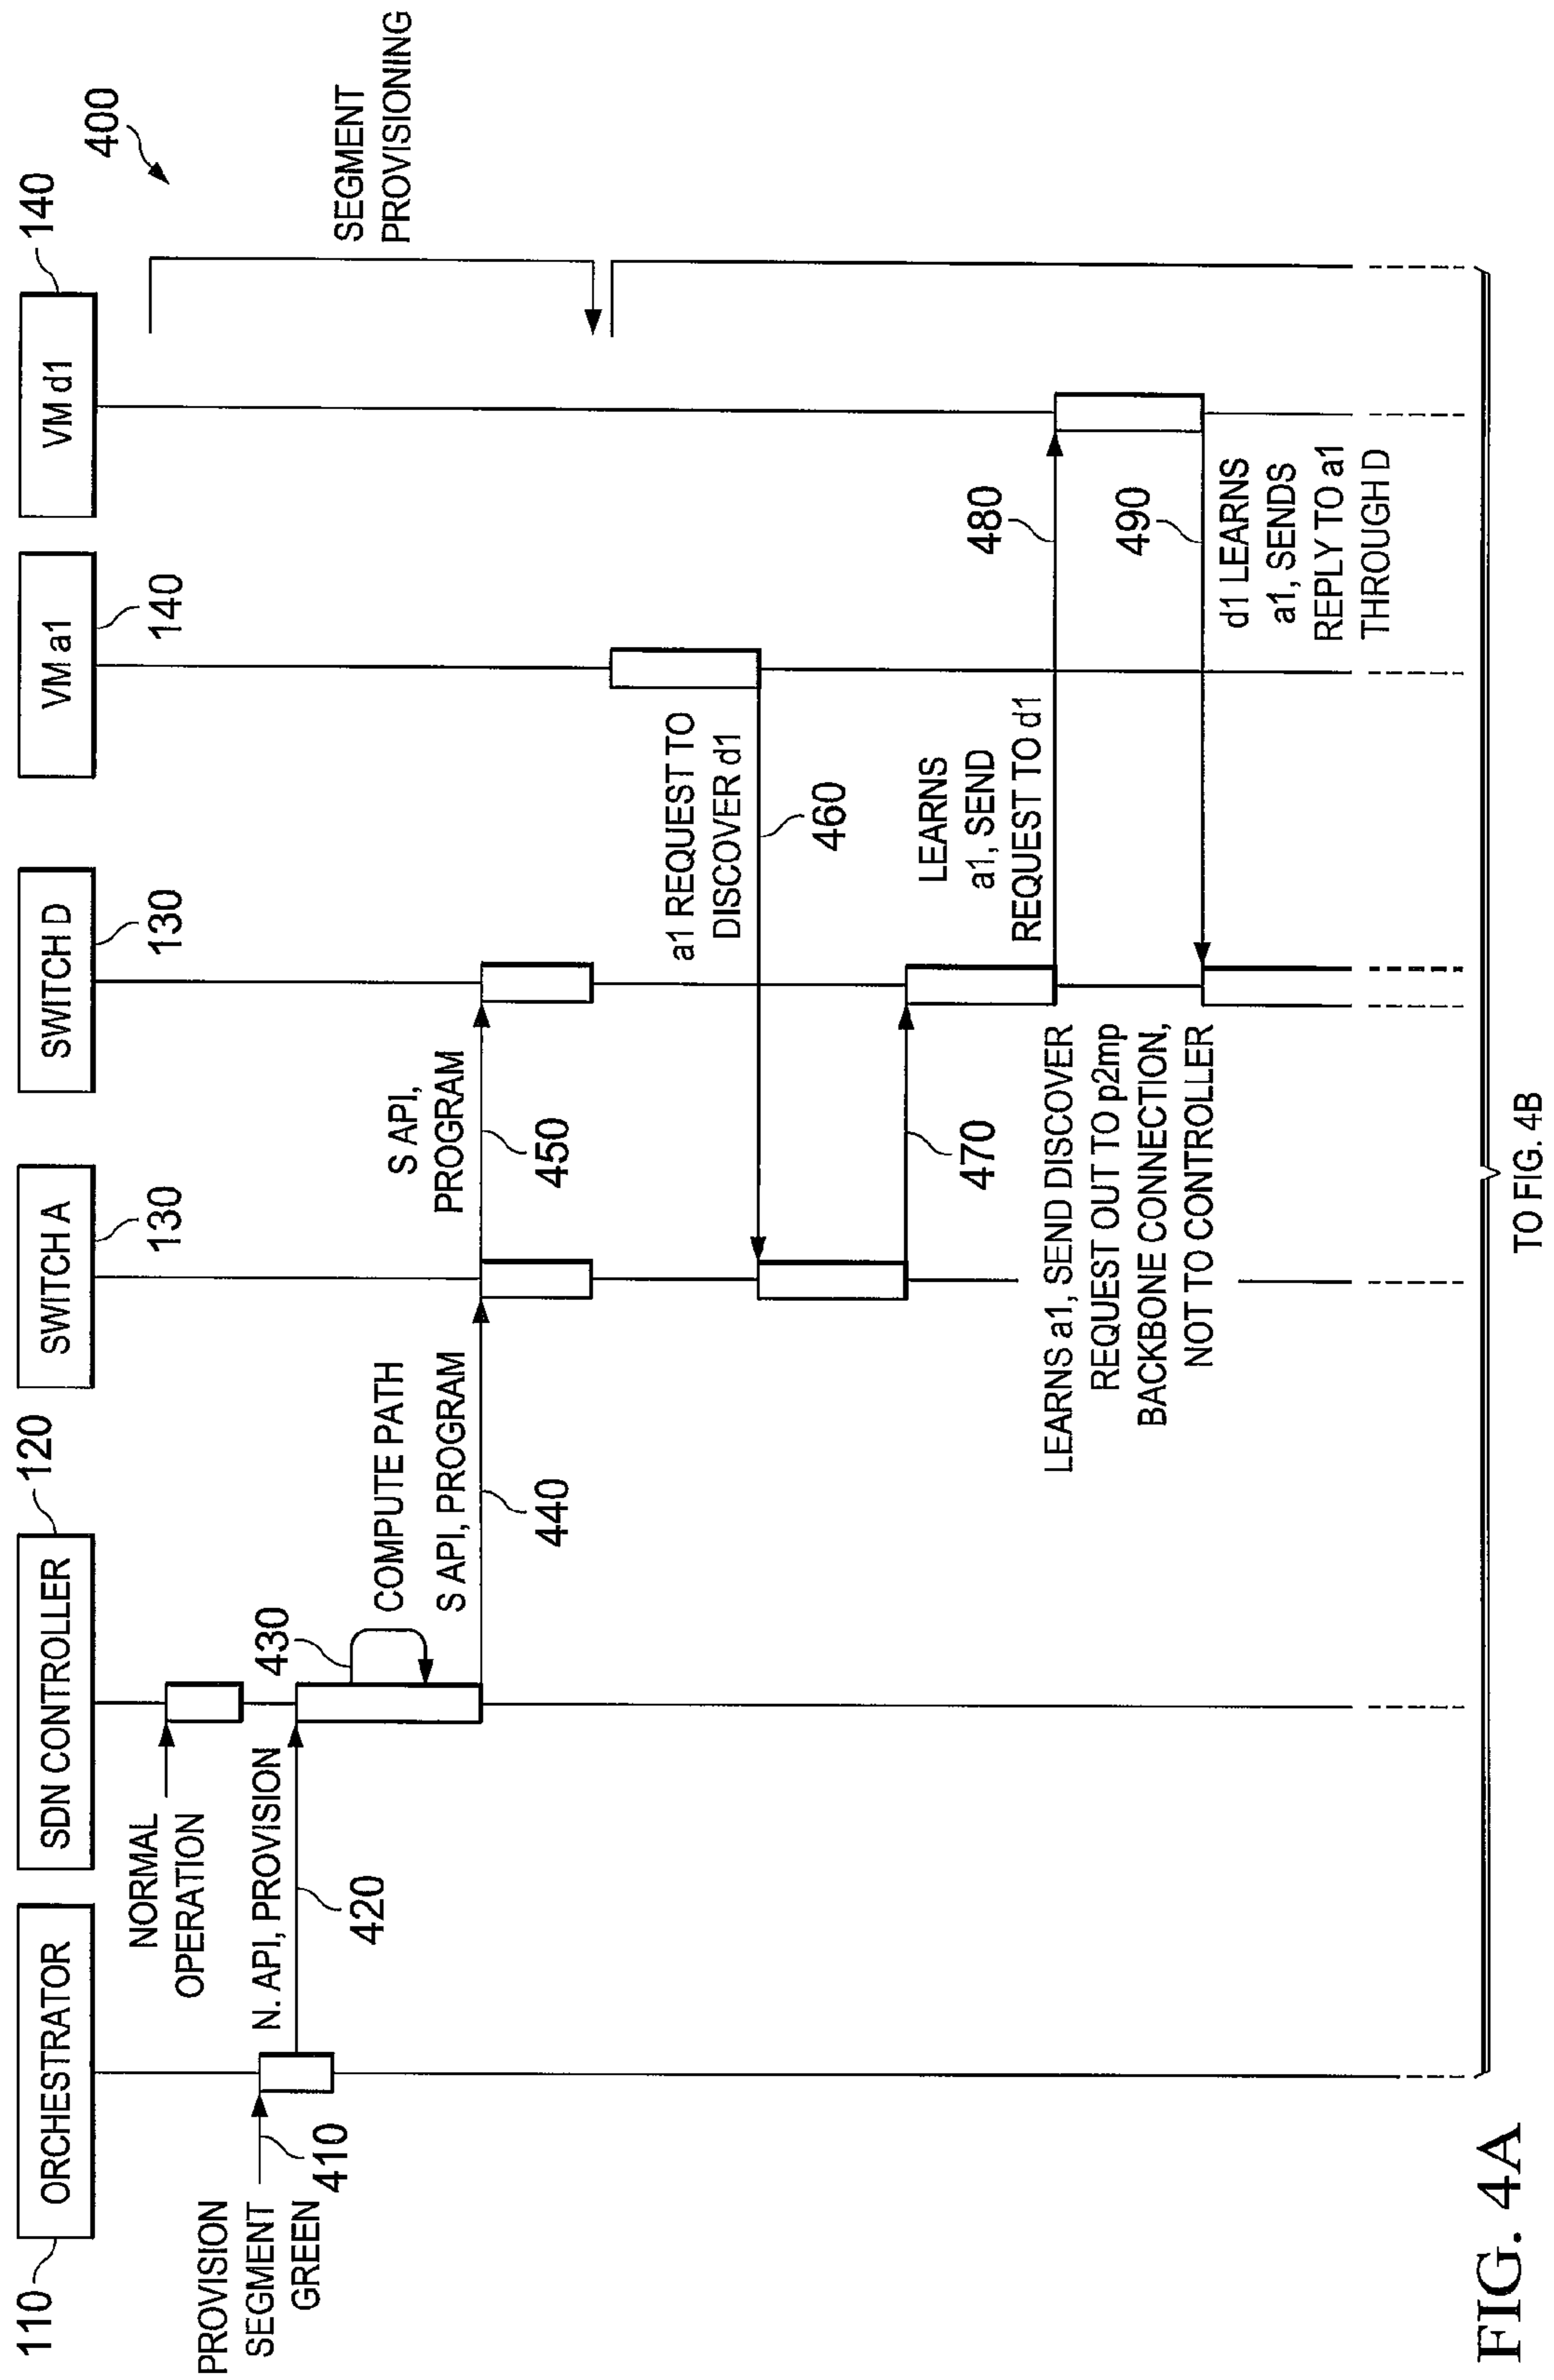 400
110
ORCHESTRATOR
SDN CONTROLLER
120
SWITCH A
130
SWITCH D
130
VM a1
140
VM d1
140
NORMAL
OPERATION
PROVISION
SEGMENT
GREEN
410
N. API, PROVISION
420
430
COMPUTE PATH
S API, PROGRAM
440
S API,
PROGRAM
450
SEGMENT
PROVISIONING
a1 REQUEST TO
DISCOVER d1
460
470
LEARNS
a1, SEND
REQUEST TO d1
480
LEARNS a1, SEND DISCOVER
REQUEST OUT TO p2mp
BACKBONE CONNECTION,
NOT TO CONTROLLER
490
d1 LEARNS
a1, SENDS
REPLY TO a1
THROUGH D
TO FIG. 4B
FIG. 4A